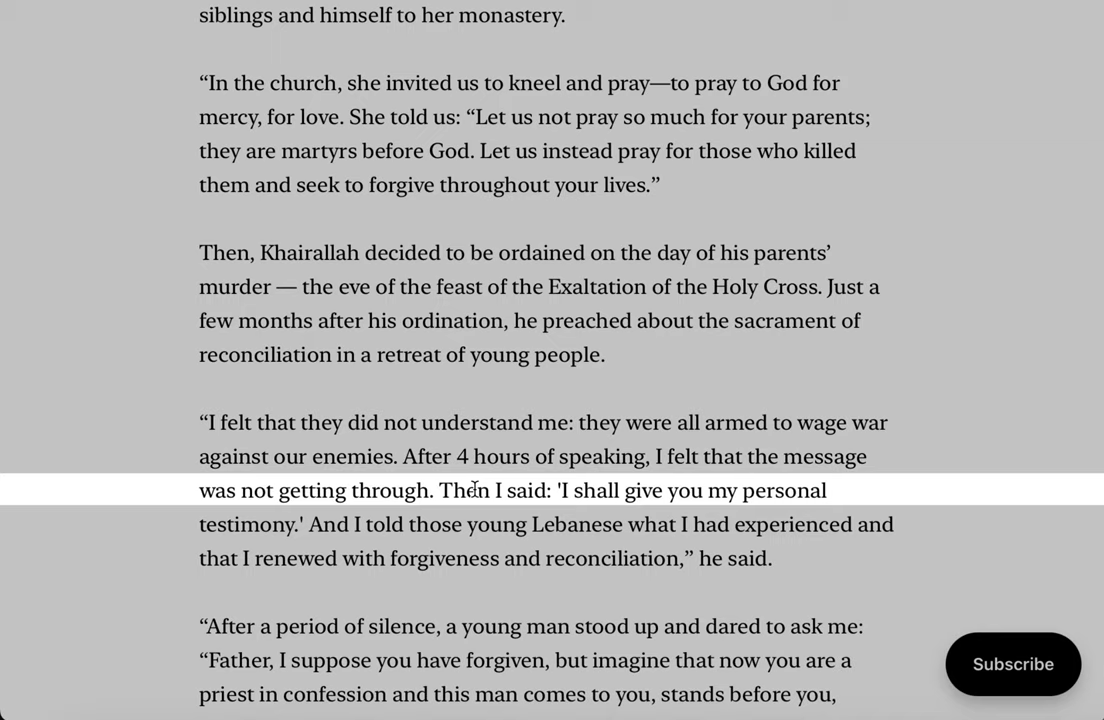 siblings and himself to her monastery.
“In the church, she invited us to kneel and pray—to pray to God for
mercy, for love. She told us: “Let us not pray so much for your parents;
they are martyrs before God. Let us instead pray for those who killed
them and seek to forgive throughout your lives.”
Then, Khairallah decided to be ordained on the day of his parents’
murder — the eve of the feast of the Exaltation of the Holy Cross. Just a
few months after his ordination, he preached about the sacrament of
reconciliation in a retreat of young people.
“I felt that they did not understand me: they were all armed to wage war
against our enemies. After 4 hours of speaking, I felt that the message
was not getting through. Then I said: 'I shall give you my personal
testimony.' And I told those young Lebanese what I had experienced and
that I renewed with forgiveness and reconciliation,” he said.
“After a period of silence, a young man stood up and dared to ask me:
“Father, I suppose you have forgiven, but imagine that now you are a
priest in confession and this man comes to you, stands before you,
Subscribe